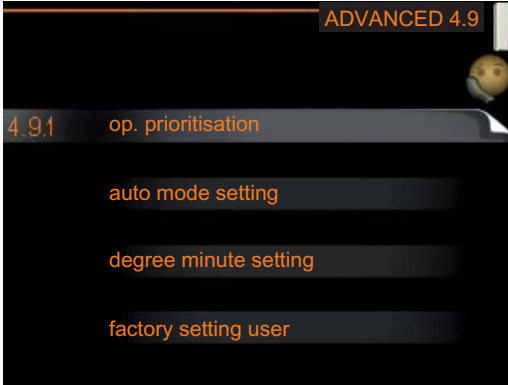 ADVANCED 4.9
4.9.1 op. prioritisation
auto mode setting
degree minute setting
factory setting user